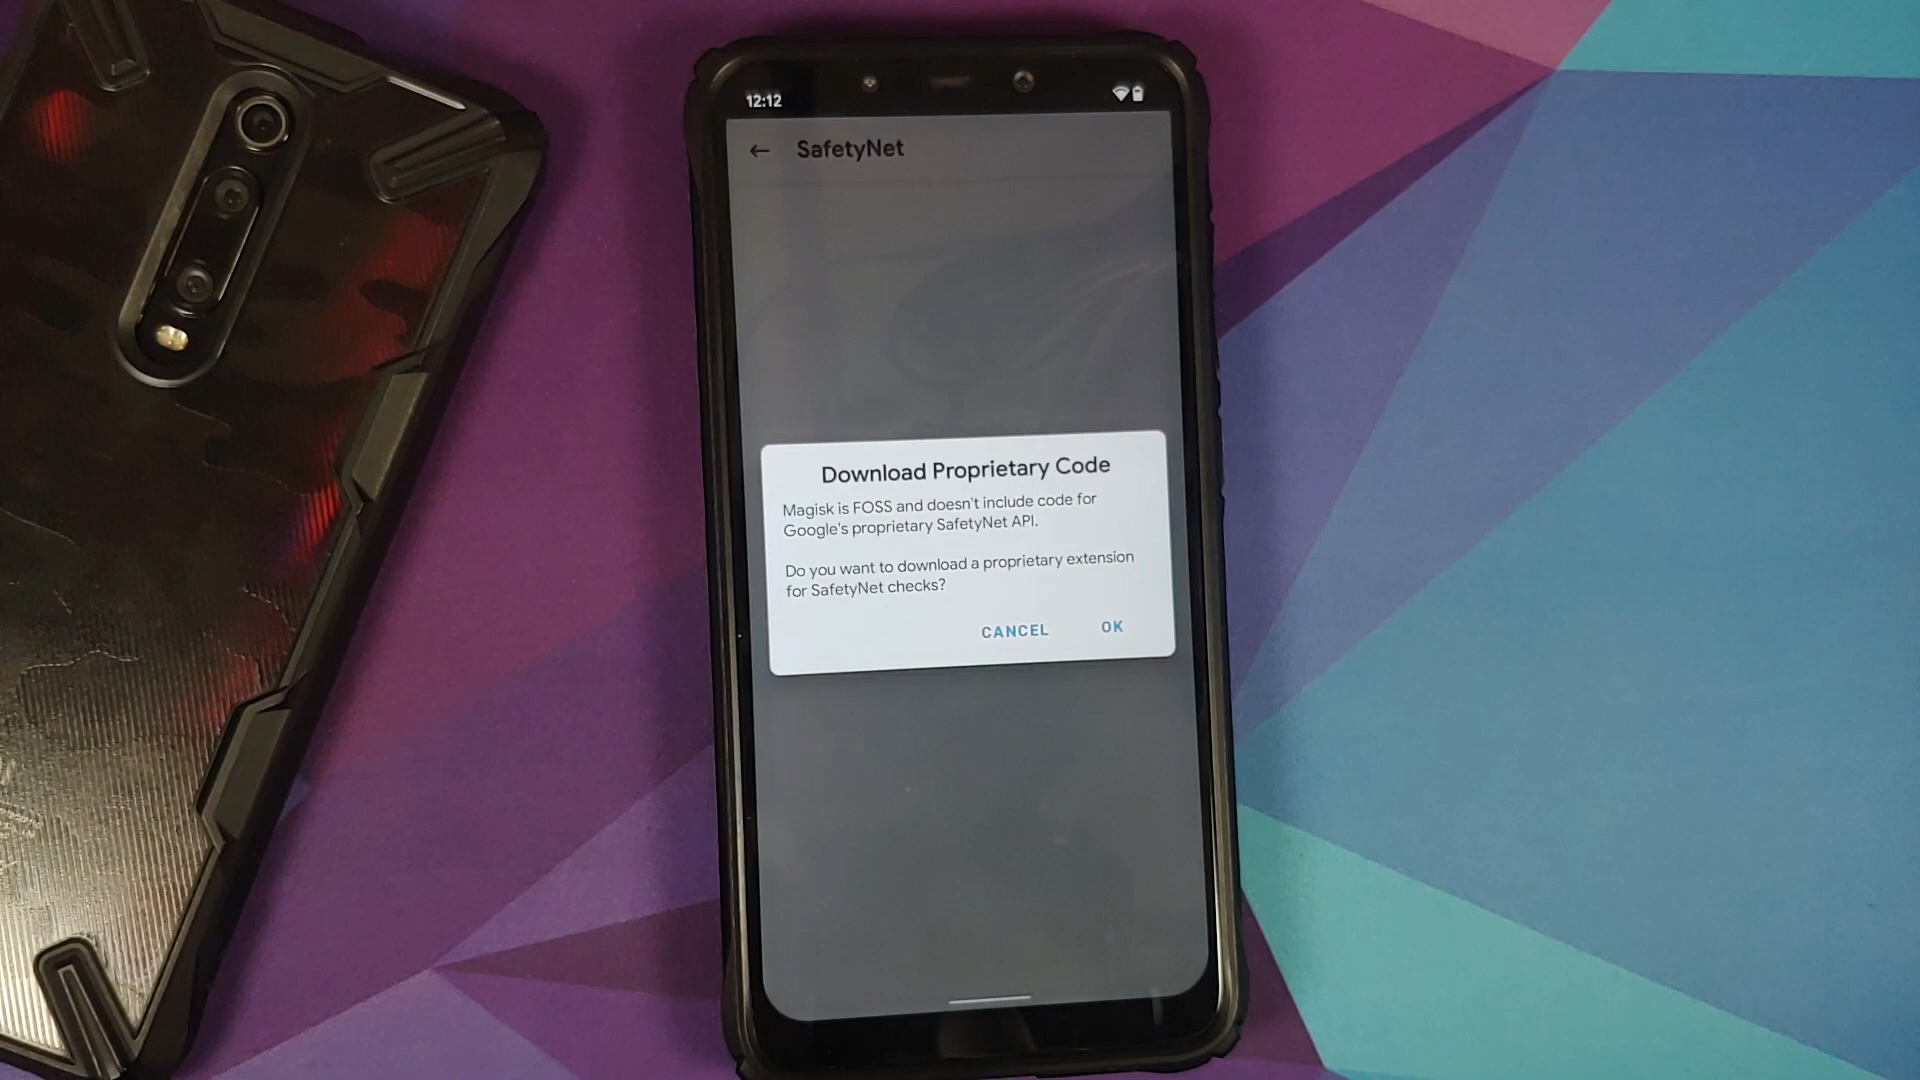 12:12
SafetyNet
Download Proprietary Code
Magisk is FOSS and doesn't include code for
Google's proprietary SafetyNet API.
Do you want to download a proprietary extension
for SafetyNet checks?
CANCEL OK